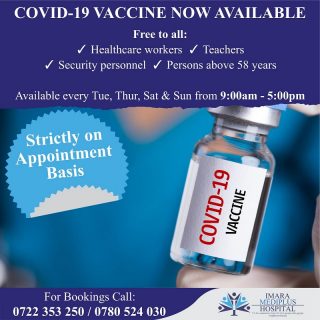 COVID-19 VACCINE NOW AVAILABLE
Free to all:
✓ Healthcare workers ✓ Teachers
✓ Security personnel ✓ Persons above 58 years
Available every Tue, Thur, Sat & Sun from 9:00am - 5:00pm
Strictly on
Appointment
Basis
COVID-19
VACCINE
For Bookings Call:
0722 353 250 / 0780 524 030
IMARA
MEDIPLUS
HOSPITAL